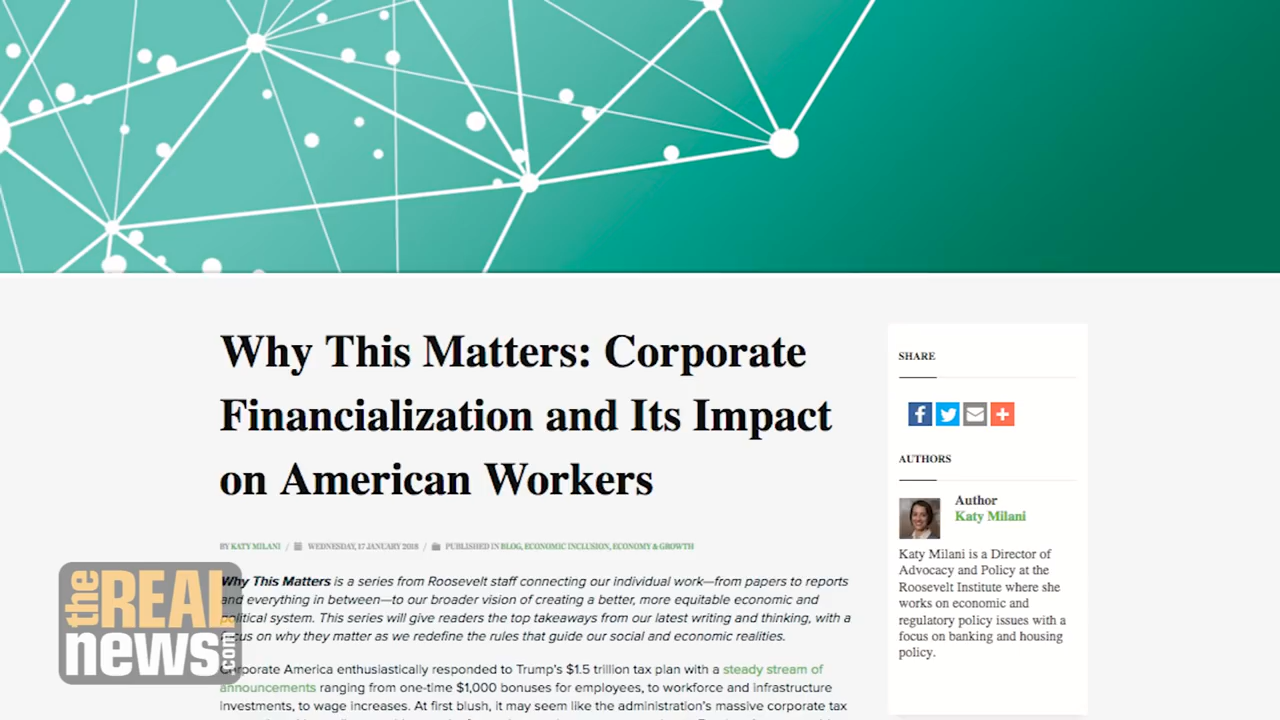 Why This Matters: Corporate
Financialization and Its Impact
on American Workers
BY KATY MILANI / WEDNESDAY, 17 JANUARY 2018 / PUBLISHED IN BLOG, ECONOMIC INCLUSION, ECONOMY & GROWTH
Why This Matters is a series from Roosevelt staff connecting our individual work—from papers to reports
and everything in between—to our broader vision of creating a better, more equitable economic and
political system. This series will give readers the top takeaways from our latest writing and thinking, with a
focus on why they matter as we redefine the rules that guide our social and economic realities.
Corporate America enthusiastically responded to Trump's $1.5 trillion tax plan with a steady stream of
announcements ranging from one-time $1,000 bonuses for employees, to workforce and infrastructure
investments, to wage increases. At first blush, it may seem like the administration's massive corporate tax
SHARE
AUTHORS
Author
Katy Milani
Katy Milani is a Director of
Advocacy and Policy at the
Roosevelt Institute where she
works on economic and
regulatory policy issues with a
focus on banking and housing
policy.
the REAL
news.com